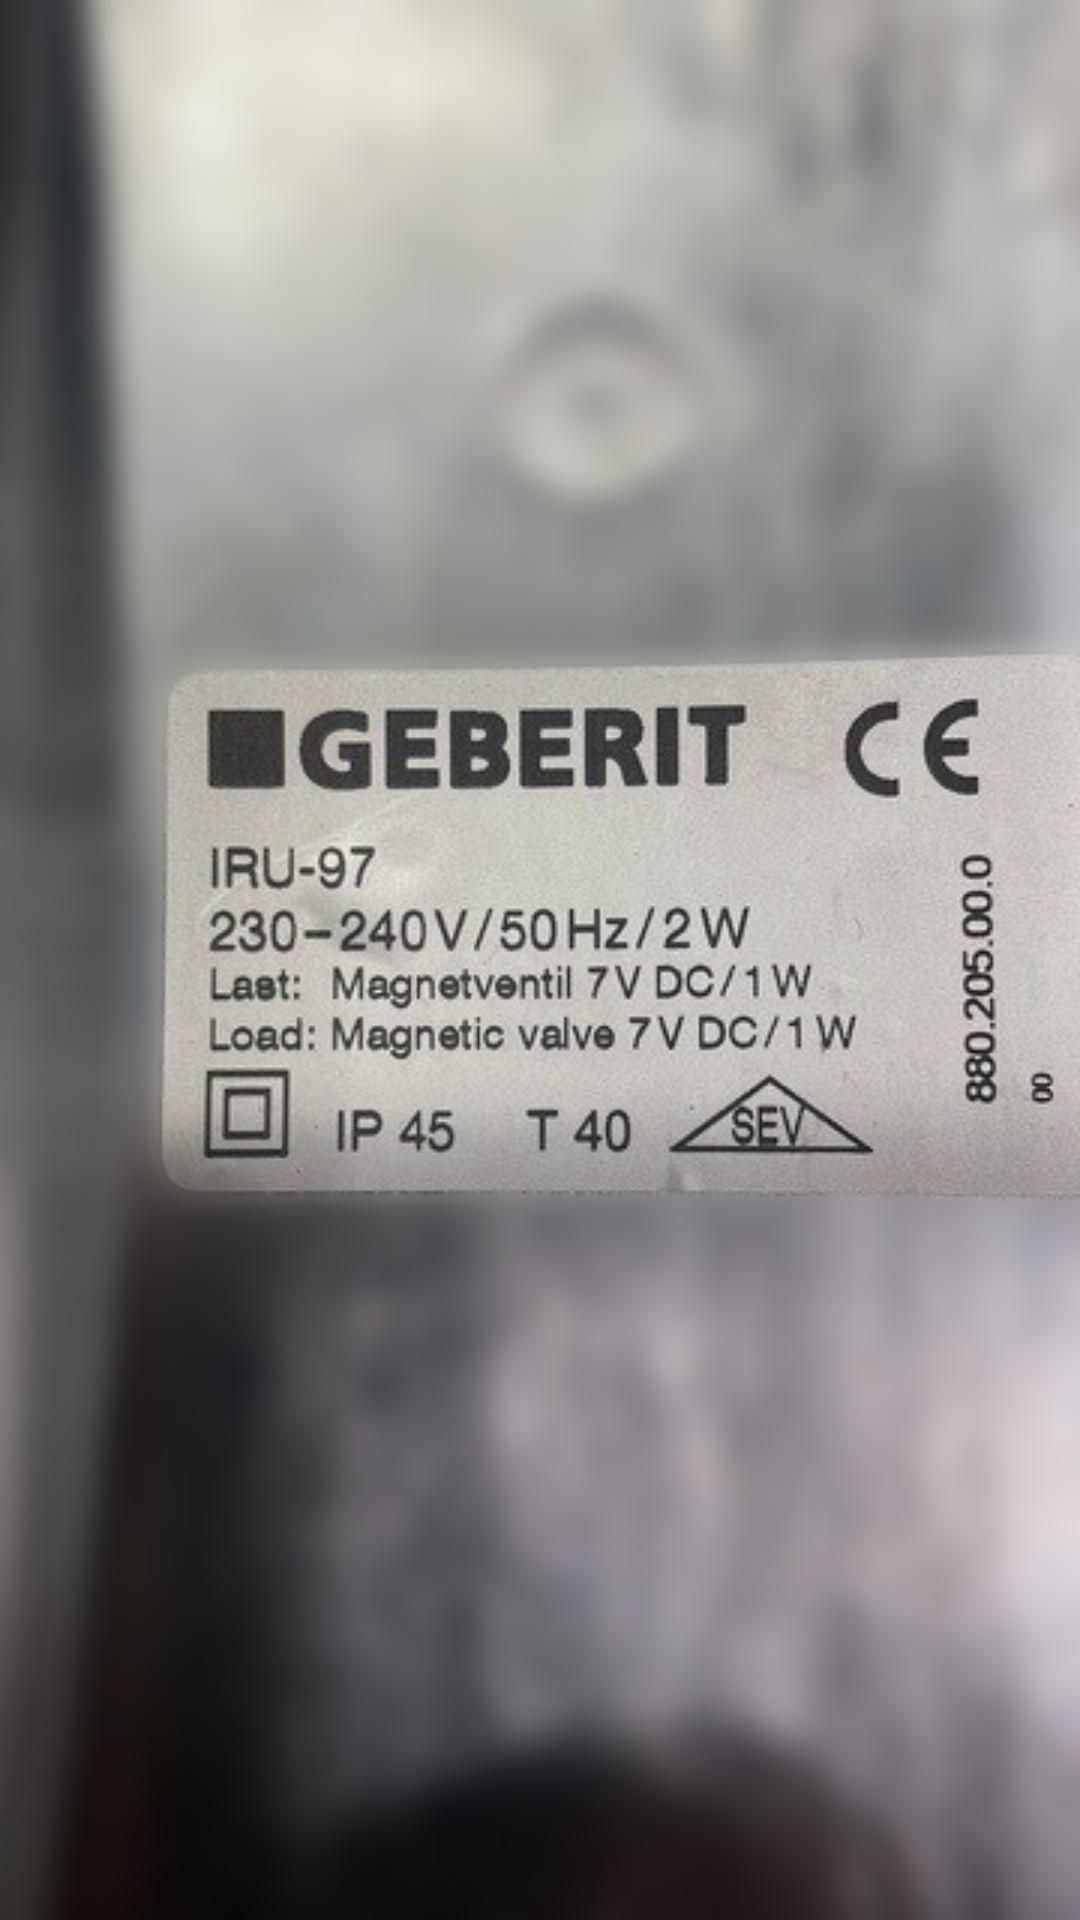 GEBERIT CE
IRU-97
230-240V/50Hz/2W
Last: Magnetventil 7V DC/1W
Load: Magnetic valve 7V DC/1W
IP 45 T 40 SEV
880.205.00.0
00